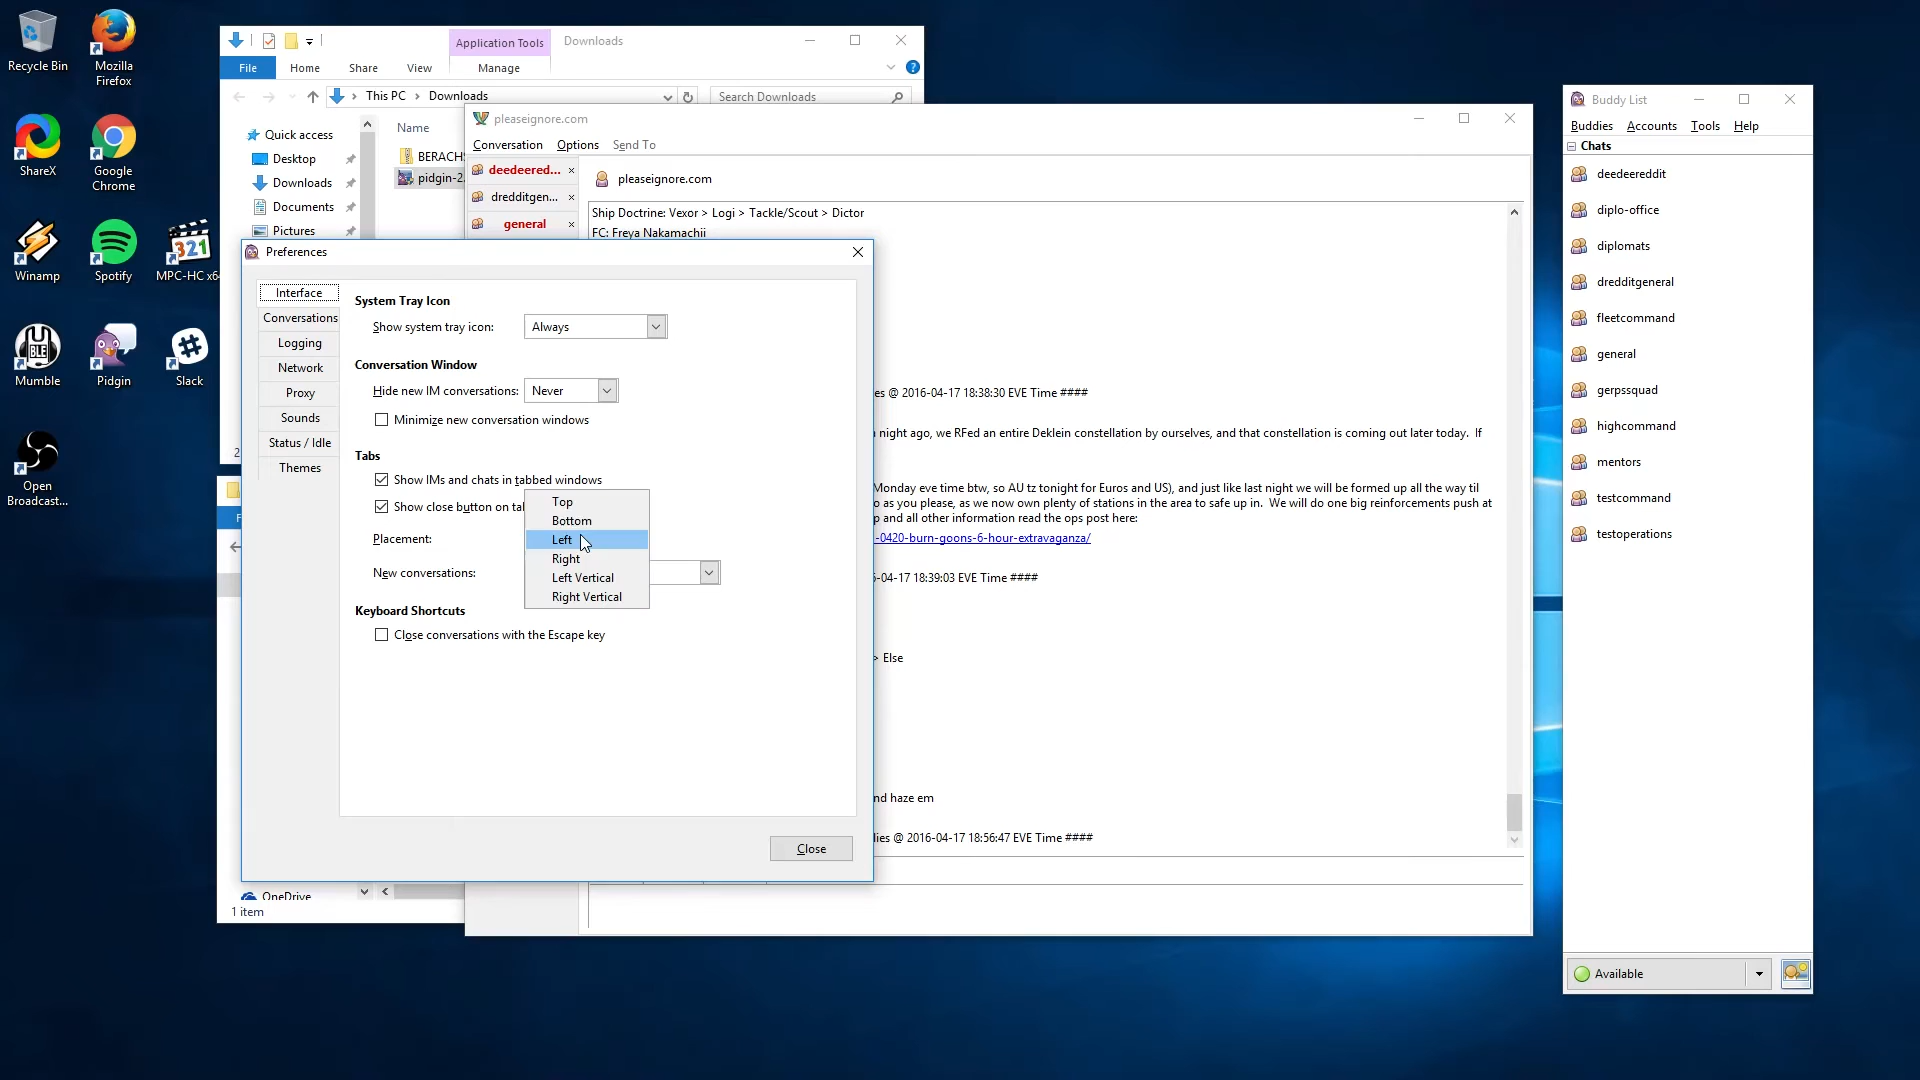 Recycle Bin
Mozilla
Firefox
ShareX
Google
Chrome
Winamp
Spotify
MPC-HC x6
Mumble
Pidgin
Slack
Open
Broadcast...
Application Tools
Downloads
File
Home
Share
View
Manage
This PC
Downloads
Search Downloads
Quick access
Desktop
Downloads
Documents
Pictures
Name
BERACHS
pidgin-2.
2
OneDrive
1 item
pleaseignore.com
Conversation
Options
Send To
deedeered...
dredditgen...
general
pleaseignore.com
Ship Doctrine: Vexor > Logi > Tackle/Scout > Dictor
FC: Freya Nakamachii
es @ 2016-04-17 18:38:30 EVE Time ####
night ago, we RFed an entire Deklein constellation by ourselves, and that constellation is coming out later today. If
Monday eve time btw, so AU tz tonight for Euros and US), and just like last night we will be formed up all the way til
o as you please, as we now own plenty of stations in the area to safe up in. We will do one big reinforcements push at
p and all other information read the ops post here:
-0420-burn-goons-6-hour-extravaganza/
-04-17 18:39:03 EVE Time ####
> Else
nd haze em
lies @ 2016-04-17 18:56:47 EVE Time ####
Preferences
Interface
Conversations
Logging
Network
Proxy
Sounds
Status / Idle
Themes
System Tray Icon
Show system tray icon:
Always
Conversation Window
Hide new IM conversations:
Never
Minimize new conversation windows
Tabs
Show IMs and chats in tabbed windows
Show close button on tal
Placement:
Top
Bottom
Left
Right
Left Vertical
Right Vertical
New conversations:
Keyboard Shortcuts
Close conversations with the Escape key
Close
Buddy List
Buddies
Accounts
Tools
Help
Chats
deedeereddit
diplo-office
diplomats
dredditgeneral
fleetcommand
general
gerpssquad
highcommand
mentors
testcommand
testoperations
Available